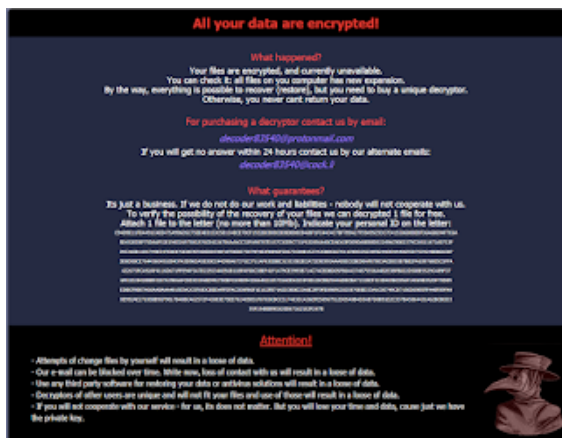 All your data are encrypted!
What happened?
Your files are encrypted, and currently unavailable.
You can check it: all files on you computer has new expansion.
By the way, everything is possible to recover (restore), but you need to buy a unique decryptor.
Otherwise, you never cant return your data.
For purchasing a decryptor contact us by email:
decoder83540@protonmail.com
If you will get no answer within 24 hours contact us by our alternate emails:
decoder83540@cock.li
What guarantees?
Its just a business. If we do not do our work and liabilities - nobody will not cooperate with us.
To verify the possibility of the recovery of your files we can decrypted 1 file for free.
Attach 1 file to the letter (no more than 10Mb). Indicate your personal ID on the letter:
Attention!
- Attempts of change files by yourself will result in a loose of data.
- Our e-mail can be blocked over time. Write now, loss of contact with us will result in a loose of data.
- Use any third party software for restoring your data or antivirus solutions will result in a loose of data.
- Decryptors of other users are unique and will not fit your files and use of those will result in a loose of data.
- If you will not cooperate with our service - for us, its does not matter. But you will lose your time and data, cause just we have
the private key.